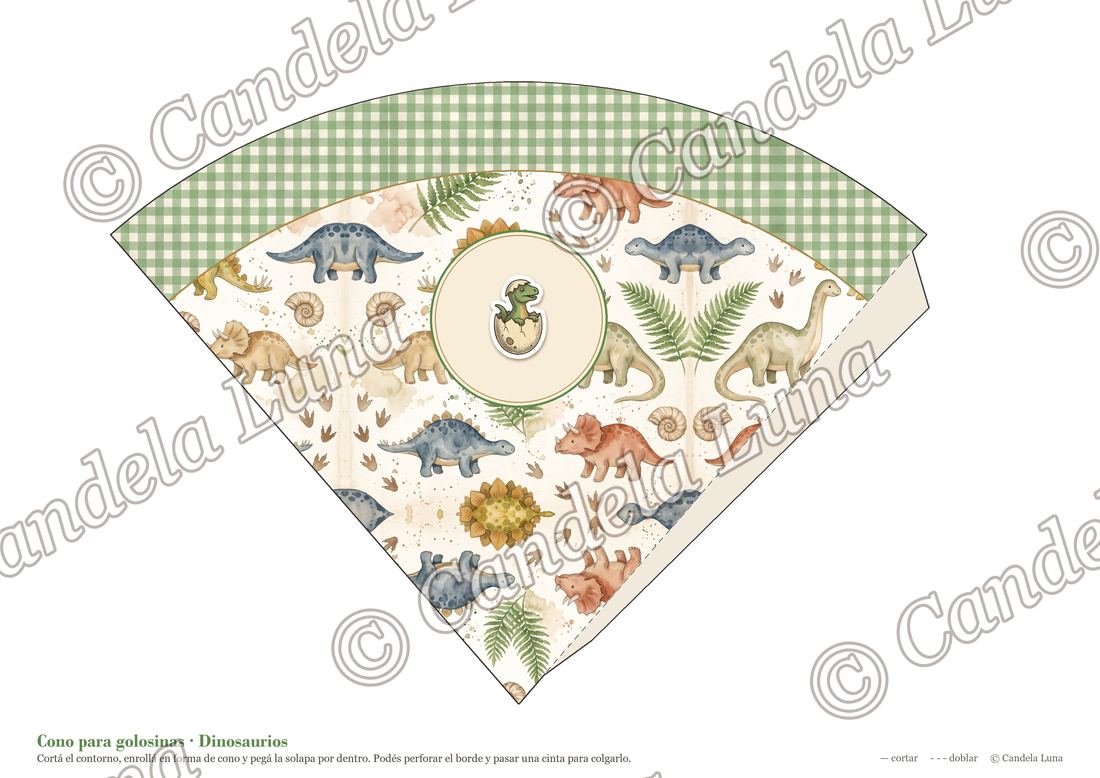 © Candela Luna
© Candela Luna
©
© Candela Luna
Candela Luna
© Candela
Cono para golosinas · Dinosaurios
Cortá el contorno, enrollá en forma de cono y pegá la solapa por dentro. Podés perforar el borde y pasar una cinta para colgarlo.
— cortar - - - doblar © Candela Luna